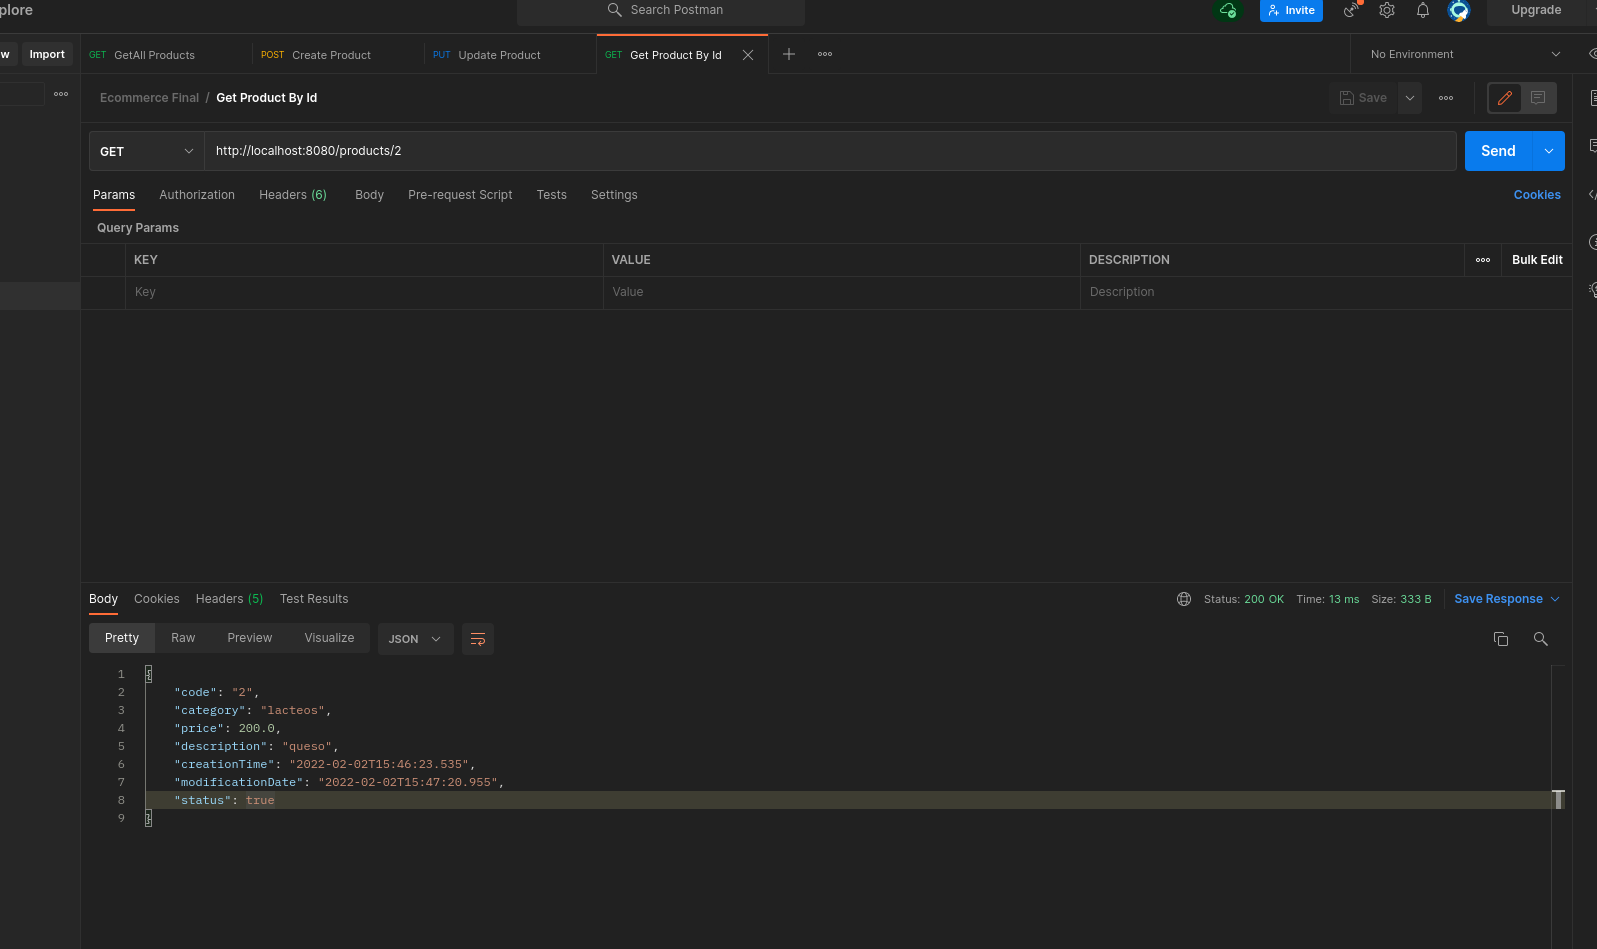 plore
Search Postman
Invite
Upgrade
w
Import
GET GetAll Products
POST Create Product
PUT Update Product
GET Get Product By Id
No Environment
Ecommerce Final / Get Product By Id
Save
GET
http://localhost:8080/products/2
Send
Params Authorization Headers (6) Body Pre-request Script Tests Settings
Cookies
Query Params
KEY VALUE DESCRIPTION
Bulk Edit
Key Value Description
Body Cookies Headers (5) Test Results
Status: 200 OK Time: 13 ms Size: 333 B
Save Response
Pretty Raw Preview Visualize JSON
1 {
2 "code": "2",
3 "category": "lacteos",
4 "price": 200.0,
5 "description": "queso",
6 "creationTime": "2022-02-02T15:46:23.535",
7 "modificationDate": "2022-02-02T15:47:20.955",
8 "status": true
9 }